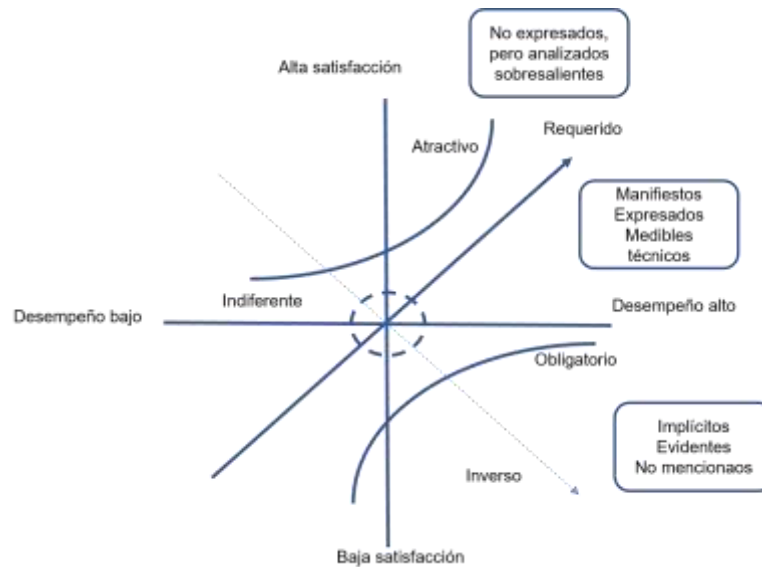 No expresados,
pero analizados
sobresalientes
Alta satisfacción
Requerido
Atractivo
Manifiestos
Expresados
Medibles
técnicos
Indiferente
Desempeño alto
Desempeño bajo
Obligatorio
Implícitos
Evidentes
No mencionaos
Inverso
Baja satisfacción